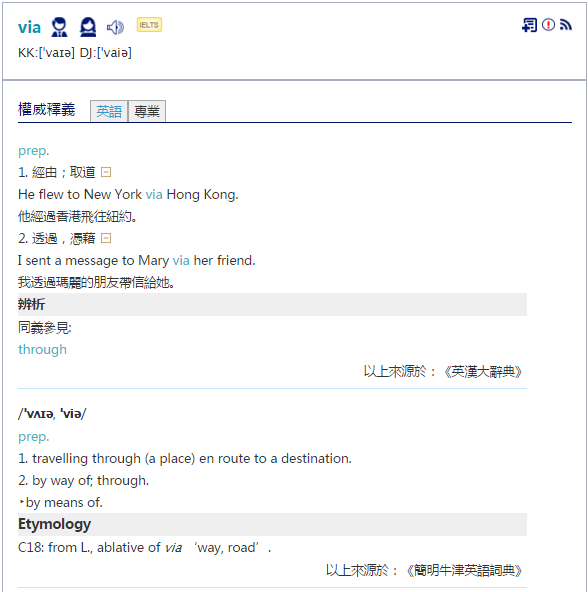 via IELTS
KK:[ˈvaɪə] DJ:[ˈvaiə]
權威釋義 英語 專業
prep.
1. 經由；取道
He flew to New York via Hong Kong.
他經過香港飛往紐約。
2. 透過，憑藉
I sent a message to Mary via her friend.
我透過瑪麗的朋友帶信給她。
辨析
同義參見:
through
以上來源於：《英漢大辭典》
/ˈvʌɪə, ˈviə/
prep.
1. travelling through (a place) en route to a destination.
2. by way of; through.
‣by means of.
Etymology
C18: from L., ablative of via ‘way, road’.
以上來源於：《簡明牛津英語詞典》